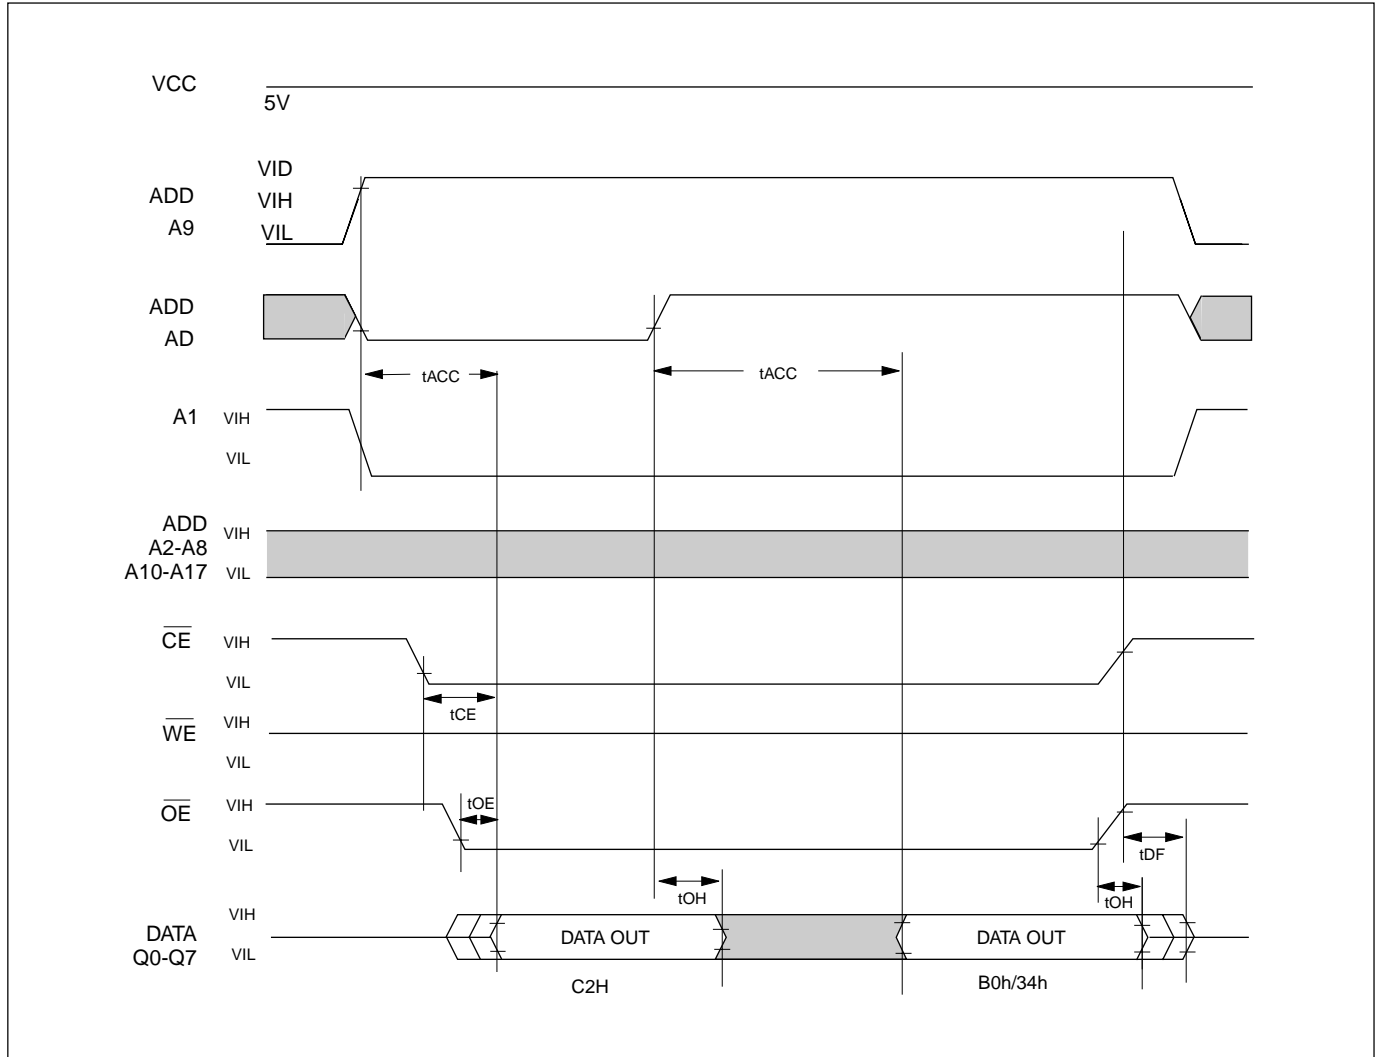 VCC
5V
ADD
A9
VID
VIH
VIL
ADD
AD
tACC
tACC
A1
VIH
VIL
ADD
A2-A8
A10-A17
VIH
VIL
CE
VIH
VIL
tCE
WE
VIH
VIL
OE
VIH
VIL
tOE
tDF
tOH
tOH
DATA
Q0-Q7
VIH
VIL
DATA OUT
DATA OUT
C2H
B0h/34h